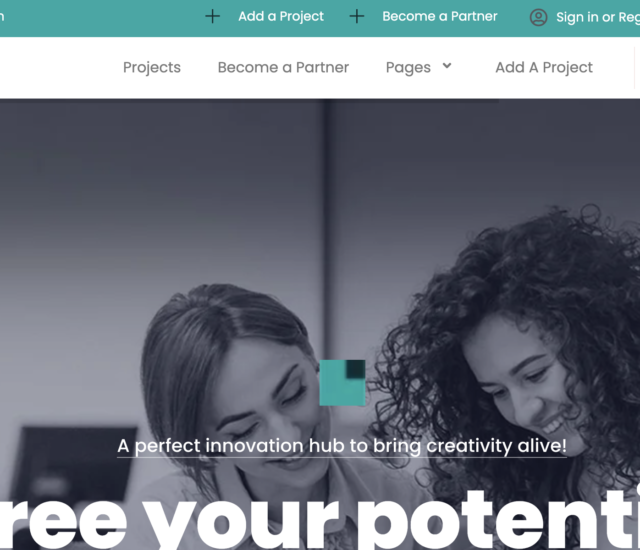 Add a Project Become a Partner Sign in or Reg
Projects Become a Partner Pages Add A Project
A perfect innovation hub to bring creativity alive!
ree your potenti